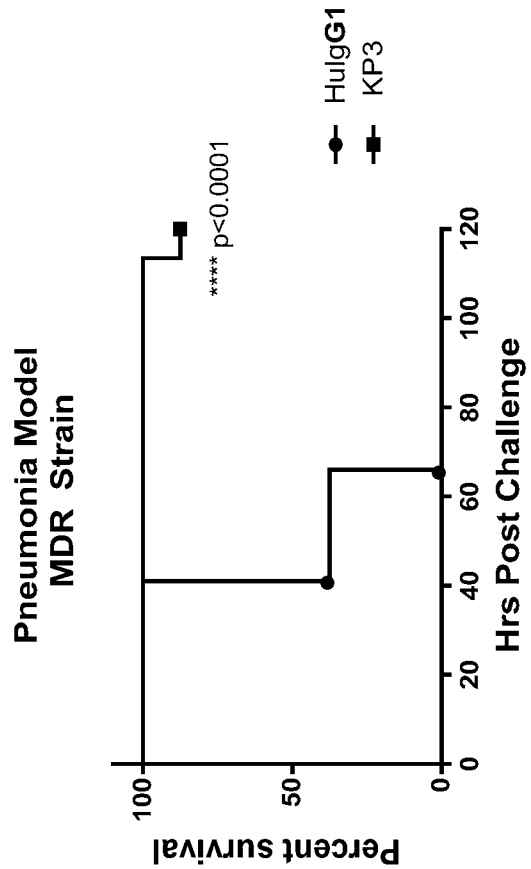 Pneumonia Model
MDR Strain
Percent survival
100
50
0
0
20
40
60
80
100
120
Hrs Post Challenge
**** p<0.0001
HuIgG1
KP3